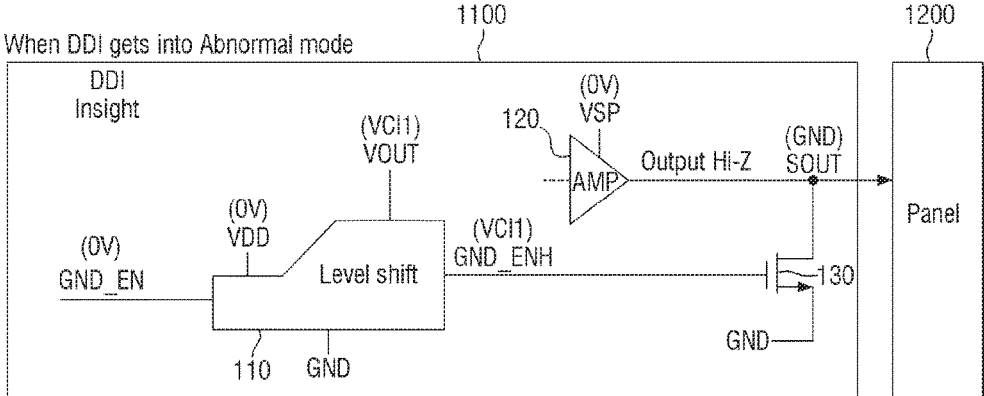 1100
1200
When DDI gets into Abnormal mode
DDI
Insight
(0V)
VSP
120
(VCI1)
VOUT
AMP
Output Hi-Z
(GND)
SOUT
Panel
(0V)
VDD
(0V)
GND_EN
Level shift
(VCI1)
GND_ENH
130
GND
110
GND